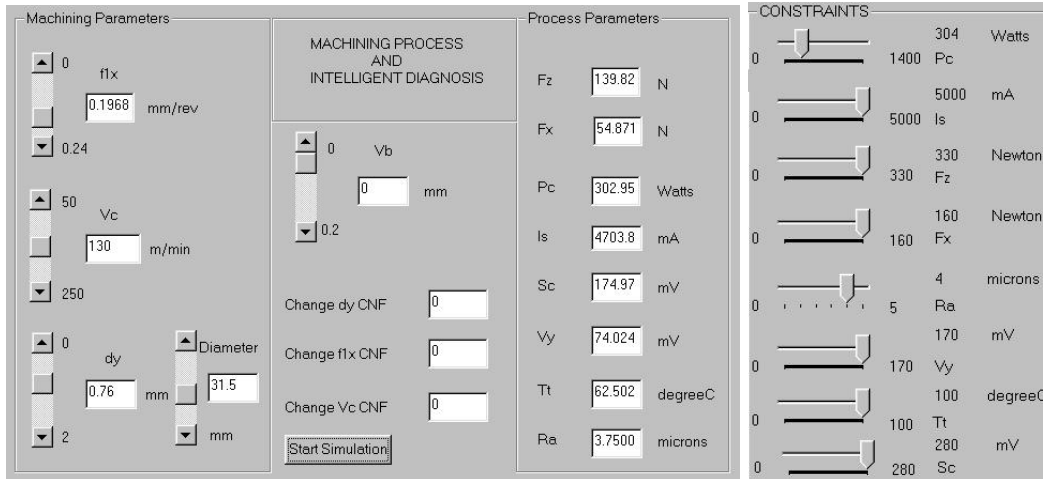 Machining Parameters
0
f1x
0.1968 mm/rev
0.24
50
Vc
130 m/min
250
0
dy
0.76 mm
2
Diameter
31.5
mm
MACHINING PROCESS
AND
INTELLIGENT DIAGNOSIS
0 Vb
0 mm
0.2
Change dy CNF 0
Change f1x CNF 0
Change Vc CNF 0
Start Simulation
Process Parameters
Fz 139.82 N
Fx 54.871 N
Pc 302.95 Watts
Is 4703.8 mA
Sc 174.97 mV
Vy 74.024 mV
Tt 62.502 degreeC
Ra 3.7500 microns
CONSTRAINTS
304 Watts
0 1400 Pc
5000 mA
0 5000 Is
330 Newton
0 330 Fz
160 Newton
0 160 Fx
4 microns
0 5 Ra
170 mV
0 170 Vy
100 degreeC
0 100 Tt
280 mV
0 280 Sc